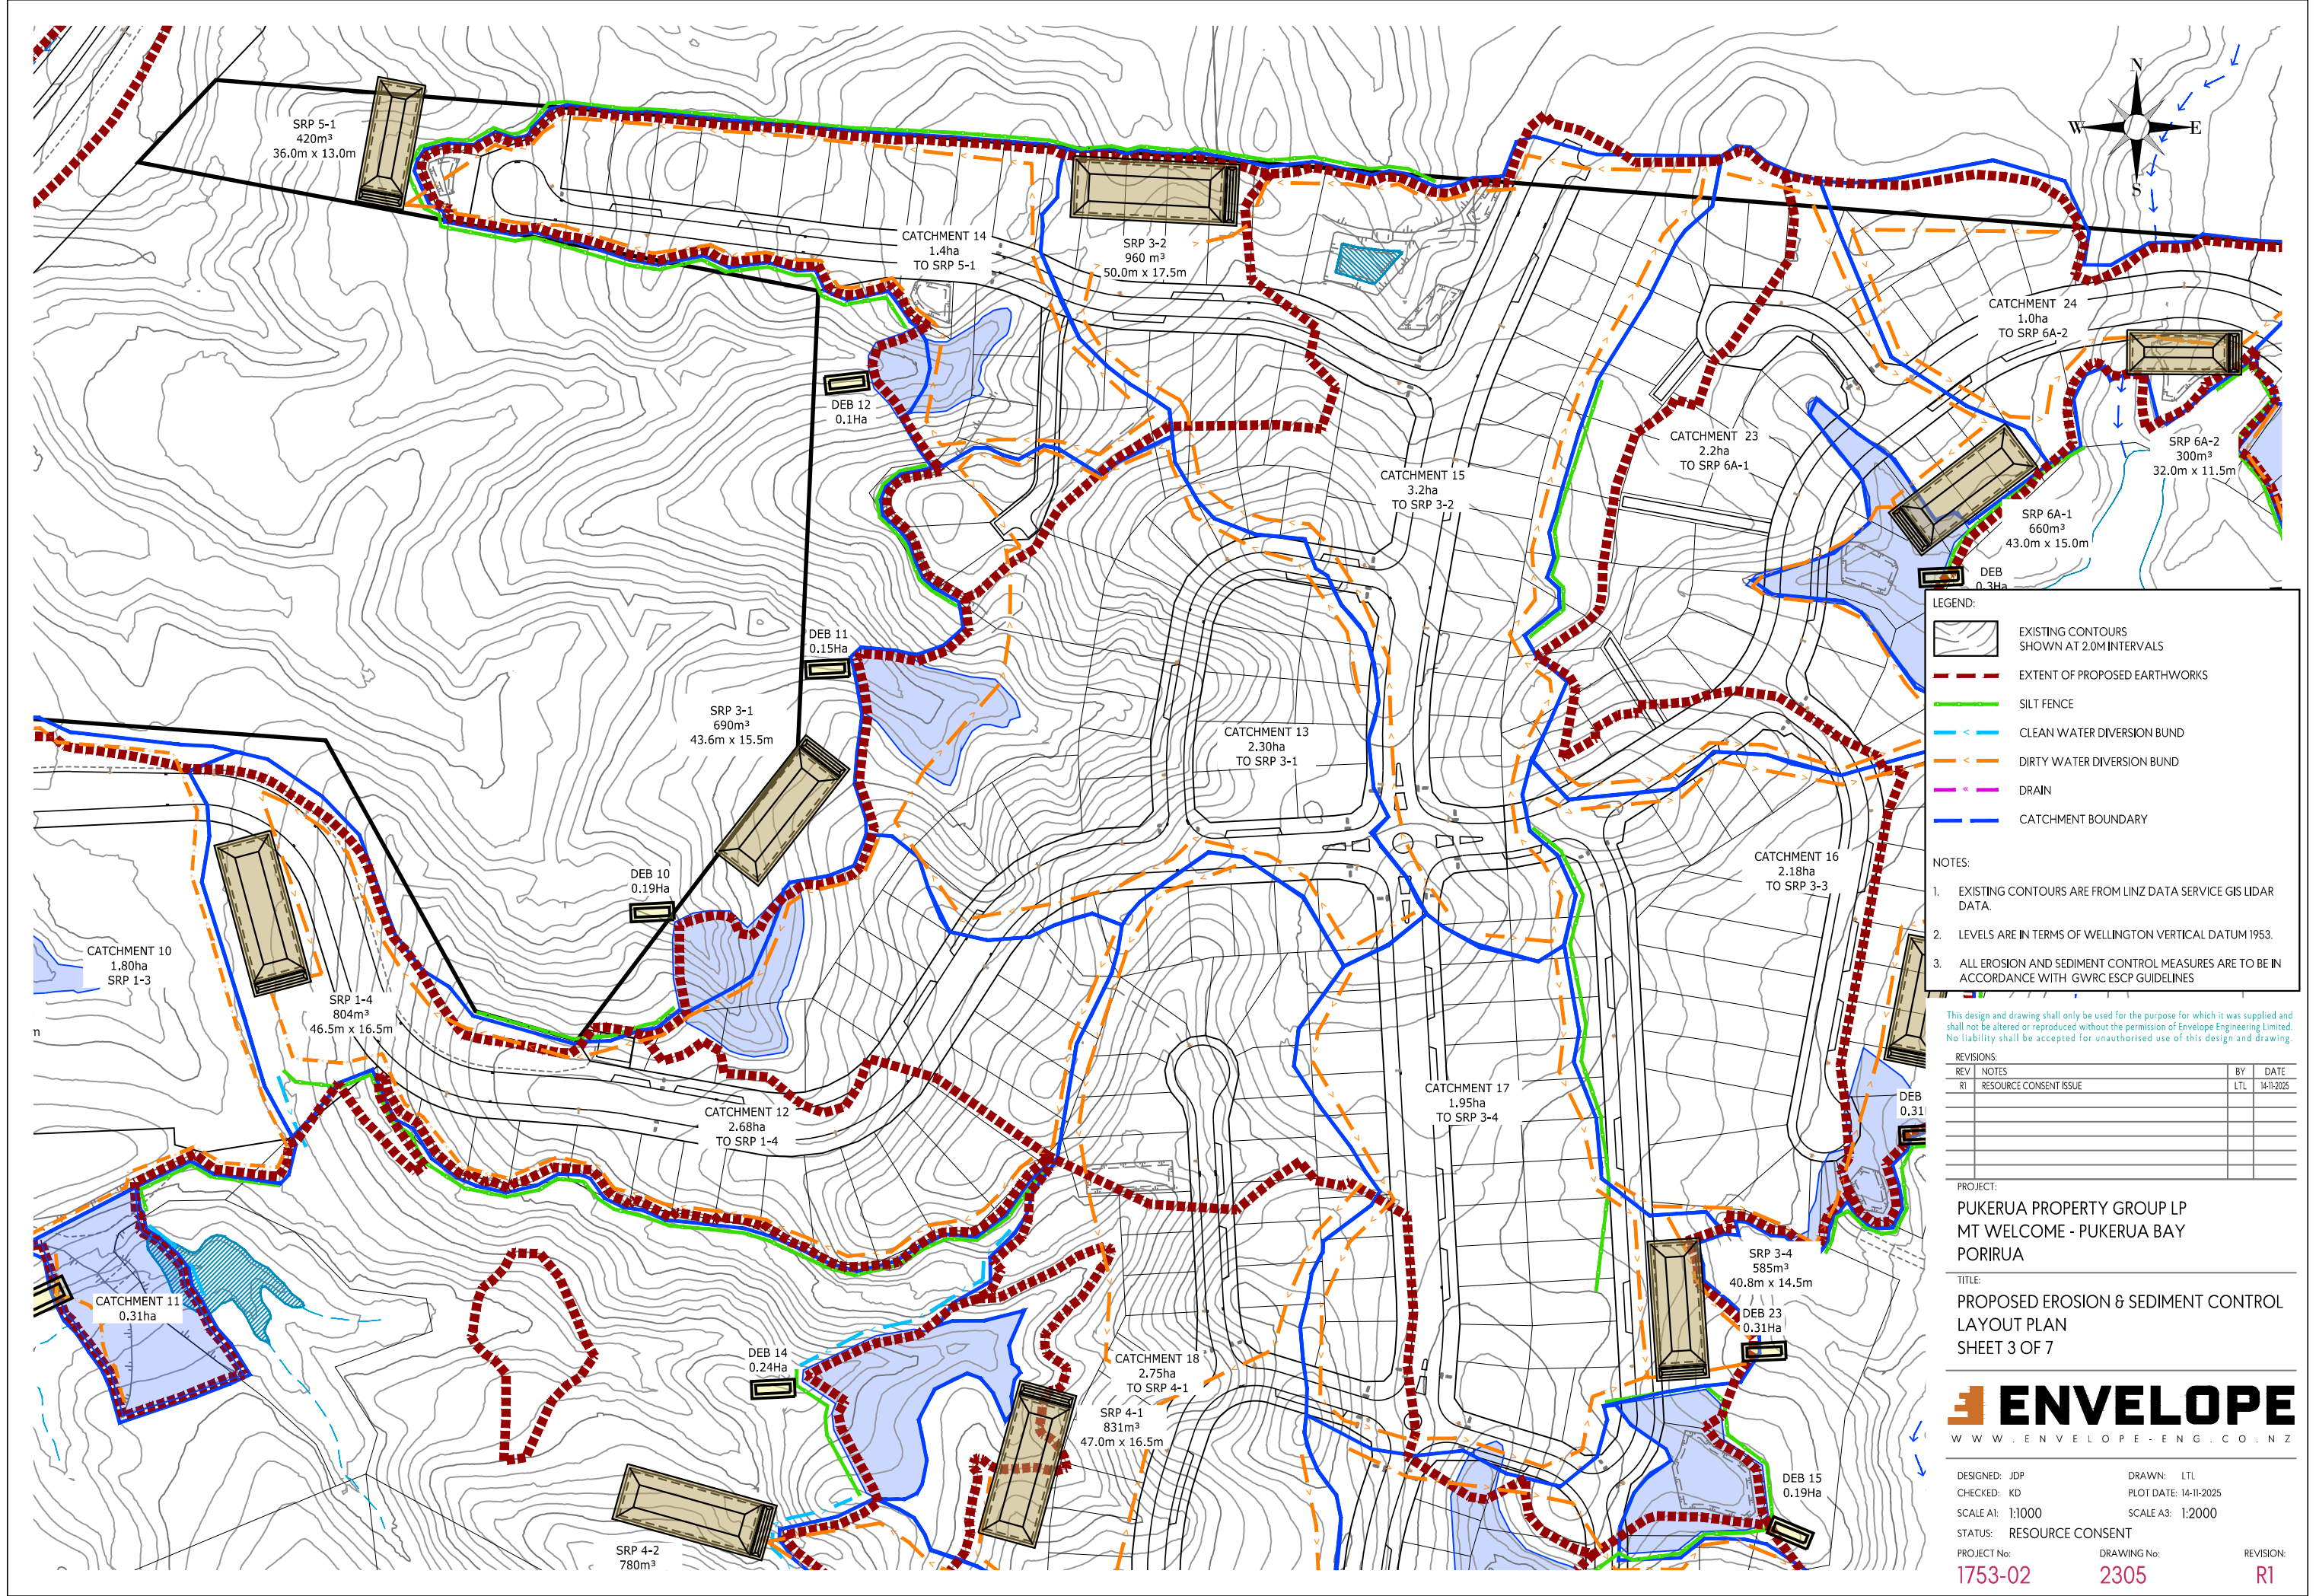 N
W
E
S
SRP 5-1
420m³
36.0m x 13.0m
CATCHMENT 14
1.4ha
TO SRP 5-1
SRP 3-2
960 m³
50.0m x 17.5m
CATCHMENT 24
1.0ha
TO SRP 6A-2
DEB 12
0.1Ha
CATCHMENT 23
2.2ha
TO SRP 6A-1
SRP 6A-2
300m³
32.0m x 11.5m
CATCHMENT 15
3.2ha
TO SRP 3-2
SRP 6A-1
660m³
43.0m x 15.0m
DEB
0.3Ha
DEB 11
0.15Ha
SRP 3-1
690m³
43.6m x 15.5m
CATCHMENT 13
2.30ha
TO SRP 3-1
DEB 10
0.19Ha
CATCHMENT 16
2.18ha
TO SRP 3-3
CATCHMENT 10
1.80ha
SRP 1-3
SRP 1-4
804m³
46.5m x 16.5m
m
CATCHMENT 12
2.68ha
TO SRP 1-4
CATCHMENT 17
1.95ha
TO SRP 3-4
DEB
0.31
CATCHMENT 11
0.31ha
SRP 3-4
585m³
40.8m x 14.5m
DEB 23
0.31Ha
DEB 14
0.24Ha
CATCHMENT 18
2.75ha
TO SRP 4-1
SRP 4-1
831m³
47.0m x 16.5m
DEB 15
0.19Ha
SRP 4-2
780m³
LEGEND:
EXISTING CONTOURS
SHOWN AT 2.0M INTERVALS
EXTENT OF PROPOSED EARTHWORKS
SILT FENCE
CLEAN WATER DIVERSION BUND
DIRTY WATER DIVERSION BUND
DRAIN
CATCHMENT BOUNDARY
NOTES:
1. EXISTING CONTOURS ARE FROM LINZ DATA SERVICE GIS LIDAR
DATA.
2. LEVELS ARE IN TERMS OF WELLINGTON VERTICAL DATUM 1953.
3. ALL EROSION AND SEDIMENT CONTROL MEASURES ARE TO BE IN
ACCORDANCE WITH GWRC ESCP GUIDELINES
This design and drawing shall only be used for the purpose for which it was supplied and
shall not be altered or reproduced without the permission of Envelope Engineering Limited.
No liability shall be accepted for unauthorised use of this design and drawing.
REVISIONS:
REV NOTES BY DATE
R1 RESOURCE CONSENT ISSUE LTL 14-11-2025
PROJECT:
PUKERUA PROPERTY GROUP LP
MT WELCOME - PUKERUA BAY
PORIRUA
TITLE:
PROPOSED EROSION & SEDIMENT CONTROL
LAYOUT PLAN
SHEET 3 OF 7
ENVELOPE
WWW.ENVELOPE-ENG.CO.NZ
DESIGNED: JDP DRAWN: LTL
CHECKED: KD PLOT DATE: 14-11-2025
SCALE A1: 1:1000 SCALE A3: 1:2000
STATUS: RESOURCE CONSENT
PROJECT No: DRAWING No: REVISION:
1753-02 2305 R1